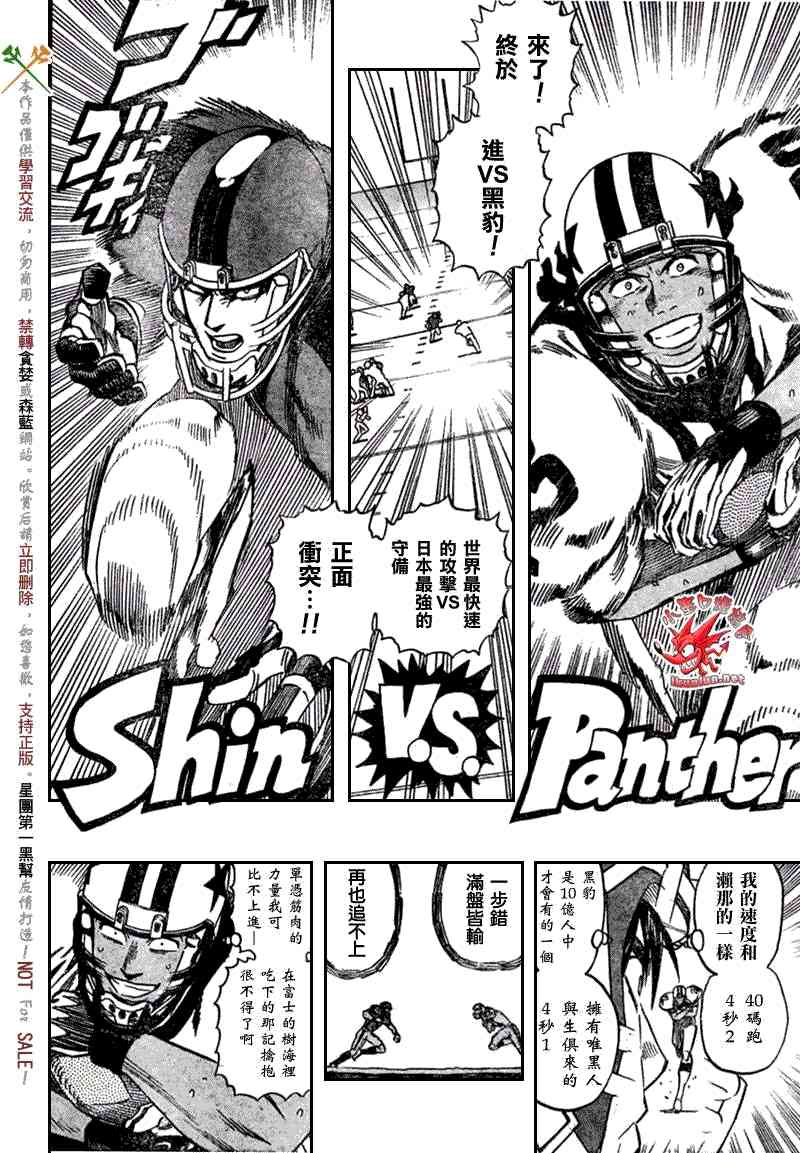 來了！
終於
進VS黑豹！
世界最快速
的攻擊VS
日本最強的
守備
正面
衝突…!!
ゴ
ゴギィーッ
Shin
V.S.
Panther
我的速度和
瀨那的一樣
40碼跑
4秒2
黑豹
是10億人中
才會有的一個
擁有唯黑人
與生俱來的
4秒1
一步錯
滿盤皆輸
再也追不上
單憑筋肉的
力量我可
比不上進—
在富士的樹海裡
吃下的那記擒抱
很不得了啊
本作品僅供學習交流，切勿商用，禁轉貪婪或森藍網站。欣賞后請立即刪除，如您喜歡，支持正版。星團第一黑幫友情打造—NOT For SALE—